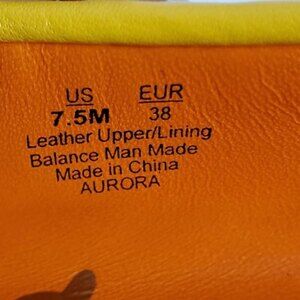 US EUR
7.5M 38
Leather Upper/Lining
Balance Man Made
Made in China
AURORA